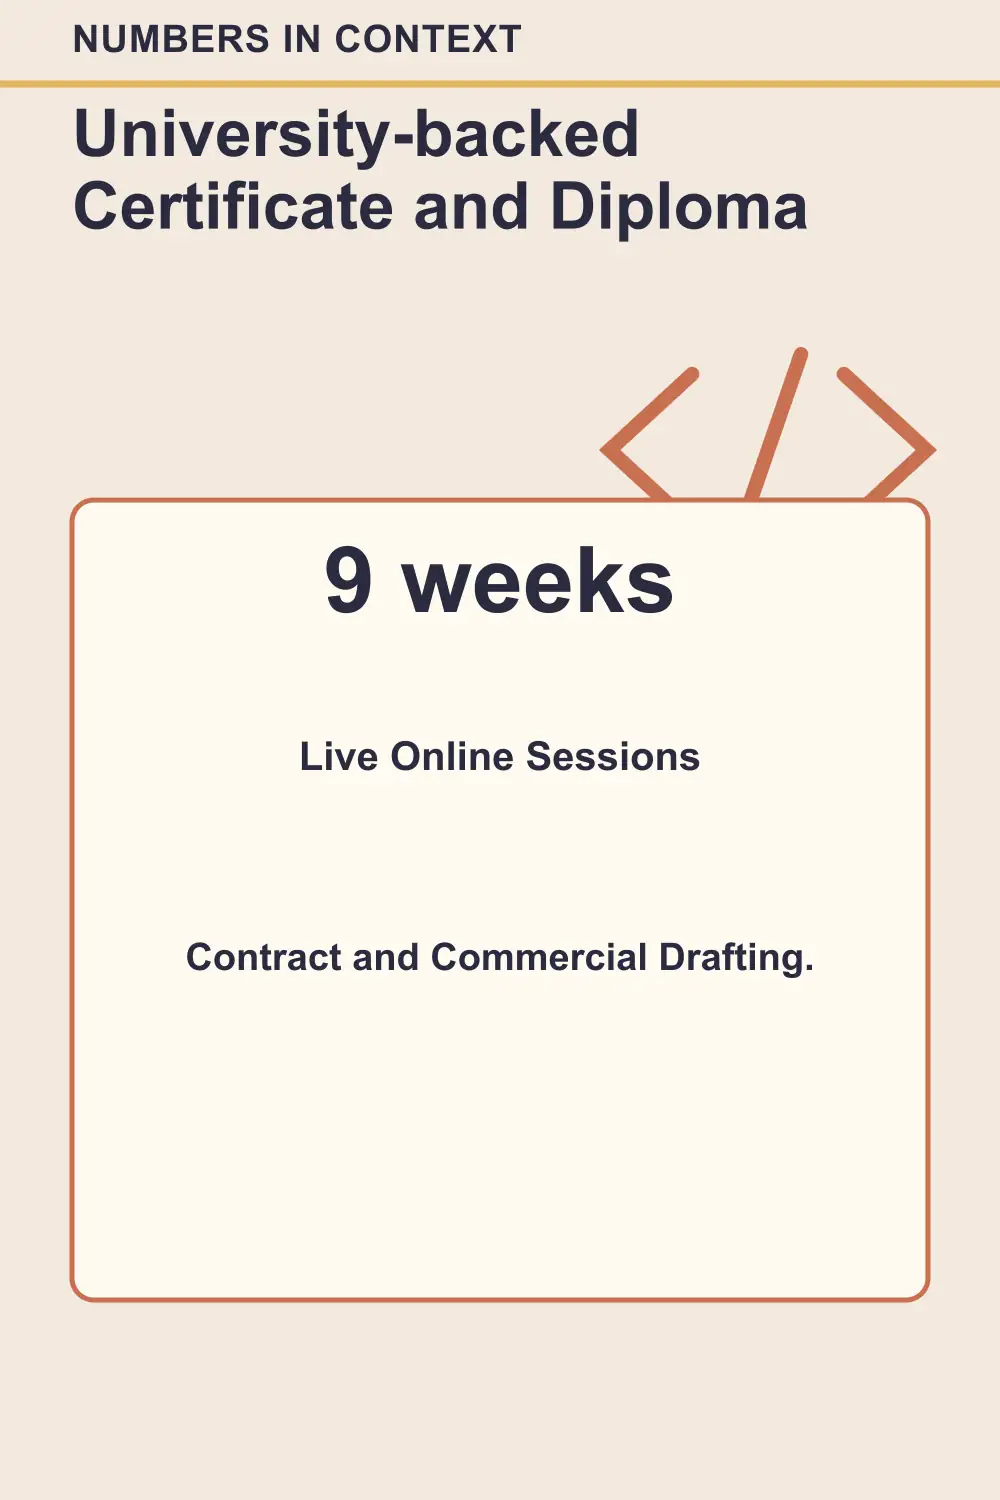 NUMBERS IN CONTEXT
University-backed
Certificate and Diploma
9 weeks
Live Online Sessions
Contract and Commercial Drafting.